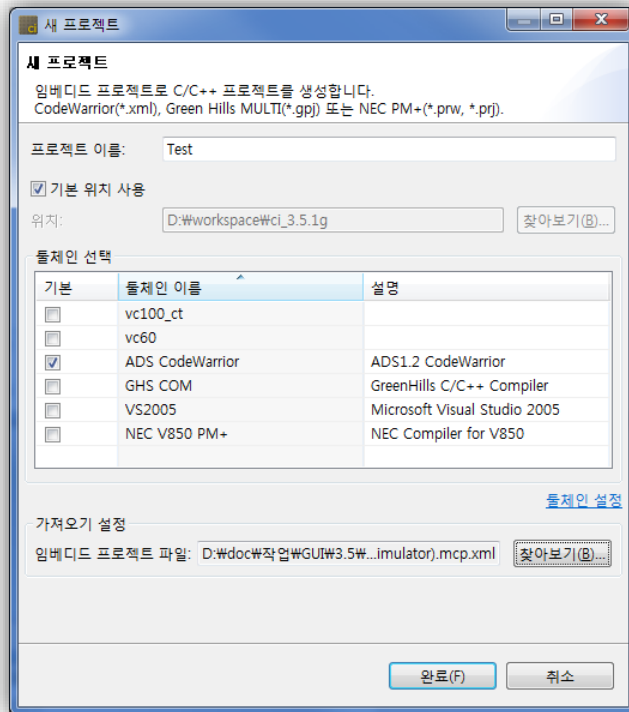 ci 새 프로젝트
새 프로젝트
임베디드 프로젝트로 C/C++ 프로젝트를 생성합니다.
CodeWarrior(*.xml), Green Hills MULTI(*.gpj) 또는 NEC PM+(*.prw, *.prj).
프로젝트 이름: Test
기본 위치 사용
위치: D:₩workspace₩ci_3.5.1g 찾아보기(B)...
툴체인 선택
기본 툴체인 이름 설명
vc100_ct
vc60
ADS CodeWarrior ADS1.2 CodeWarrior
GHS COM GreenHills C/C++ Compiler
VS2005 Microsoft Visual Studio 2005
NEC V850 PM+ NEC Compiler for V850
툴체인 설정
가져오기 설정
임베디드 프로젝트 파일: D:₩doc₩작업₩GUI₩3.5₩...imulator).mcp.xml 찾아보기(B)...
완료(F) 취소